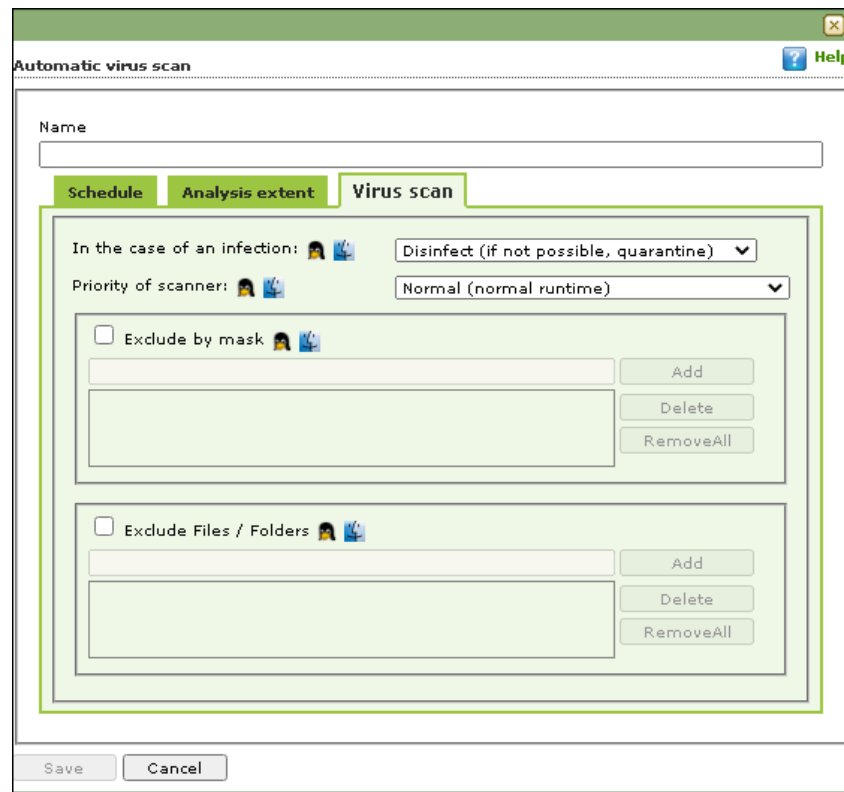 Automatic virus scan
? Help
Name
Schedule Analysis extent Virus scan
In the case of an infection: Disinfect (if not possible, quarantine)
Priority of scanner: Normal (normal runtime)
Exclude by mask
Add
Delete
RemoveAll
Exclude Files / Folders
Add
Delete
RemoveAll
Save Cancel